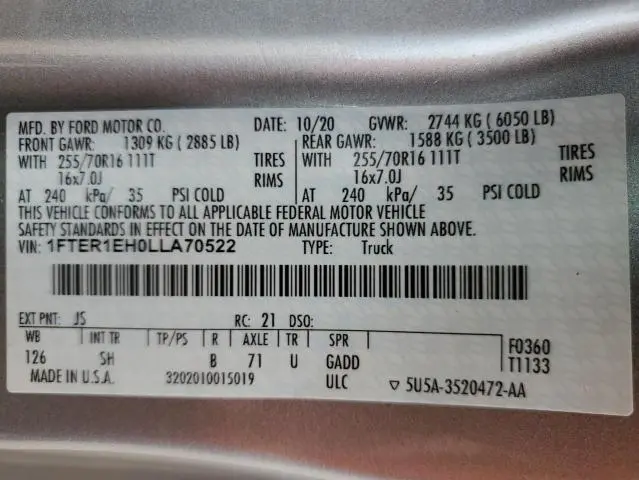 MFD. BY FORD MOTOR CO. DATE: 10/20 GVWR: 2744 KG ( 6050 LB)
FRONT GAWR: 1309 KG ( 2885 LB) REAR GAWR: 1588 KG ( 3500 LB)
WITH 255/70R16 111T TIRES WITH 255/70R16 111T TIRES
16x7.0J RIMS 16x7.0J RIMS
AT 240 kPa/ 35 PSI COLD AT 240 kPa/ 35 PSI COLD
THIS VEHICLE CONFORMS TO ALL APPLICABLE FEDERAL MOTOR VEHICLE
SAFETY STANDARDS IN EFFECT ON THE DATE OF MANUFACTURE SHOWN ABOVE.
VIN: 1FTER1EH0LLA70522 TYPE: Truck
EXT PNT: JS RC: 21 DSO:
WB INT TR TP/PS R AXLE TR SPR F0360
126 SH B 71 U GADD T1133
MADE IN U.S.A. 3202010015019 ULC ▽ 5U5A-3520472-AA